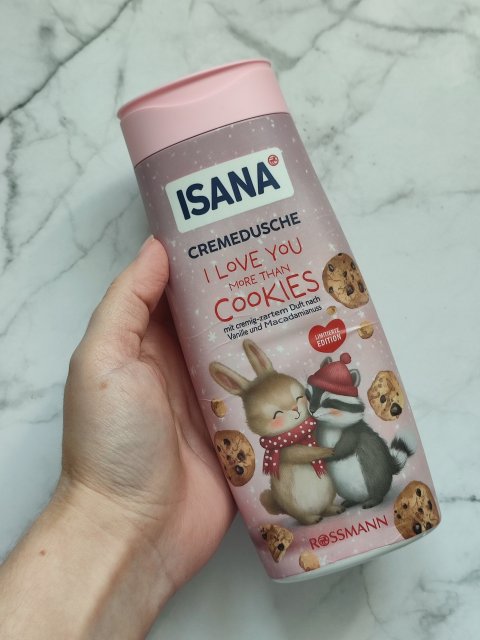 ISANA
CREMEDUSCHE
I LOVE YOU
MORE THAN
COOKIES
mit cremig-zartem Duft nach
Vanille und Macadamianuss
LIMITIERTE
EDITION
ROSSMANN